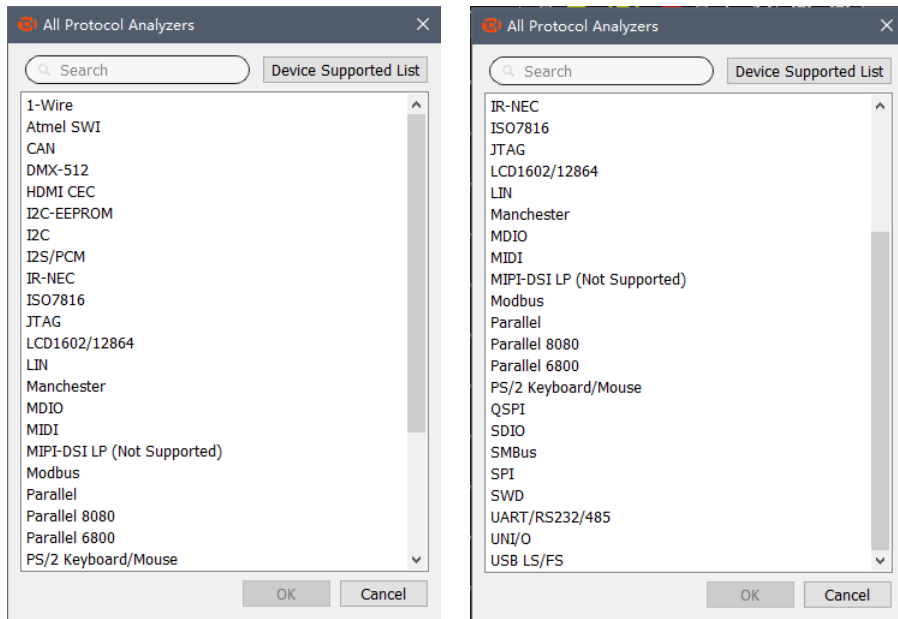 All Protocol Analyzers
Search
Device Supported List
1-Wire
Atmel SWI
CAN
DMX-512
HDMI CEC
I2C-EEPROM
I2C
I2S/PCM
IR-NEC
ISO7816
JTAG
LCD1602/12864
LIN
Manchester
MDIO
MIDI
MIPI-DSI LP (Not Supported)
Modbus
Parallel
Parallel 8080
Parallel 6800
PS/2 Keyboard/Mouse
OK
Cancel
All Protocol Analyzers
Search
Device Supported List
IR-NEC
ISO7816
JTAG
LCD1602/12864
LIN
Manchester
MDIO
MIDI
MIPI-DSI LP (Not Supported)
Modbus
Parallel
Parallel 8080
Parallel 6800
PS/2 Keyboard/Mouse
QSPI
SDIO
SMBus
SPI
SWD
UART/RS232/485
UNI/O
USB LS/FS
OK
Cancel